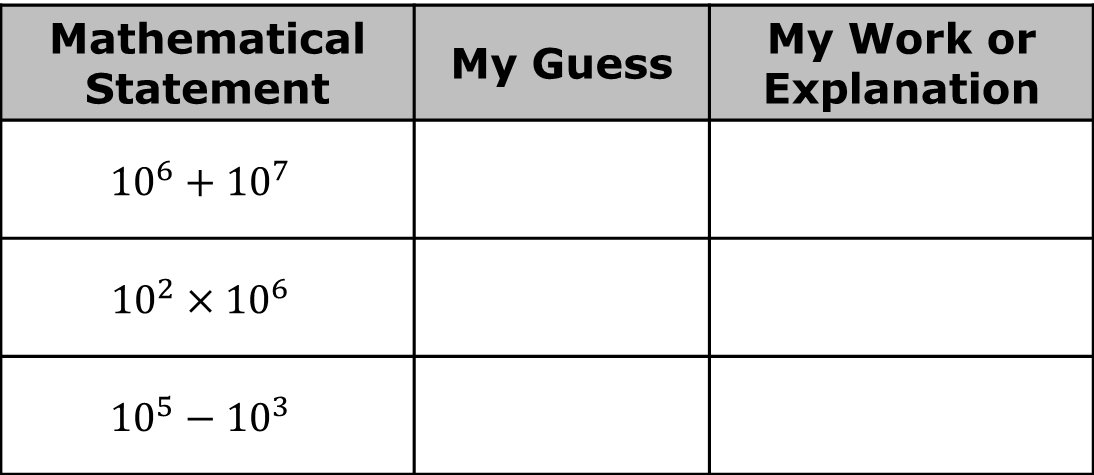 Mathematical
Statement
My Guess
My Work or
Explanation
10⁶ + 10⁷
10² × 10⁶
10⁵ − 10³